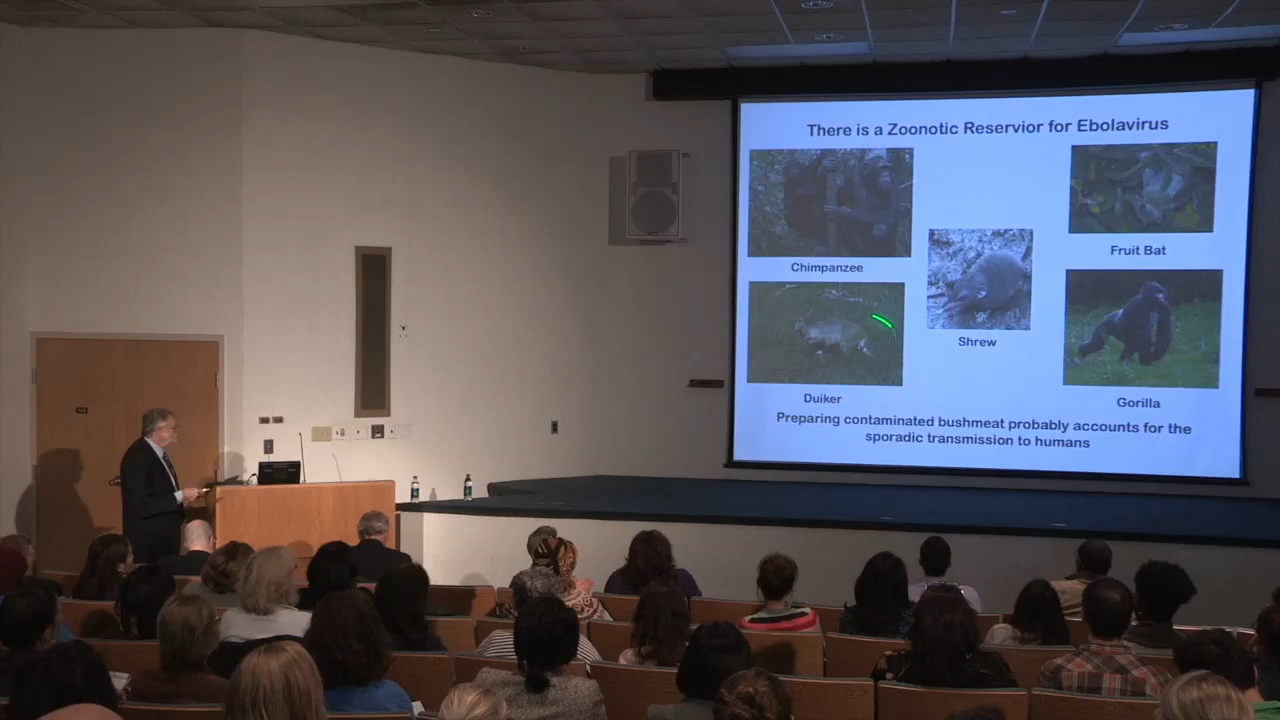 There is a Zoonotic Reservior for Ebolavirus
Chimpanzee
Fruit Bat
Shrew
Duiker
Gorilla
Preparing contaminated bushmeat probably accounts for the
sporadic transmission to humans